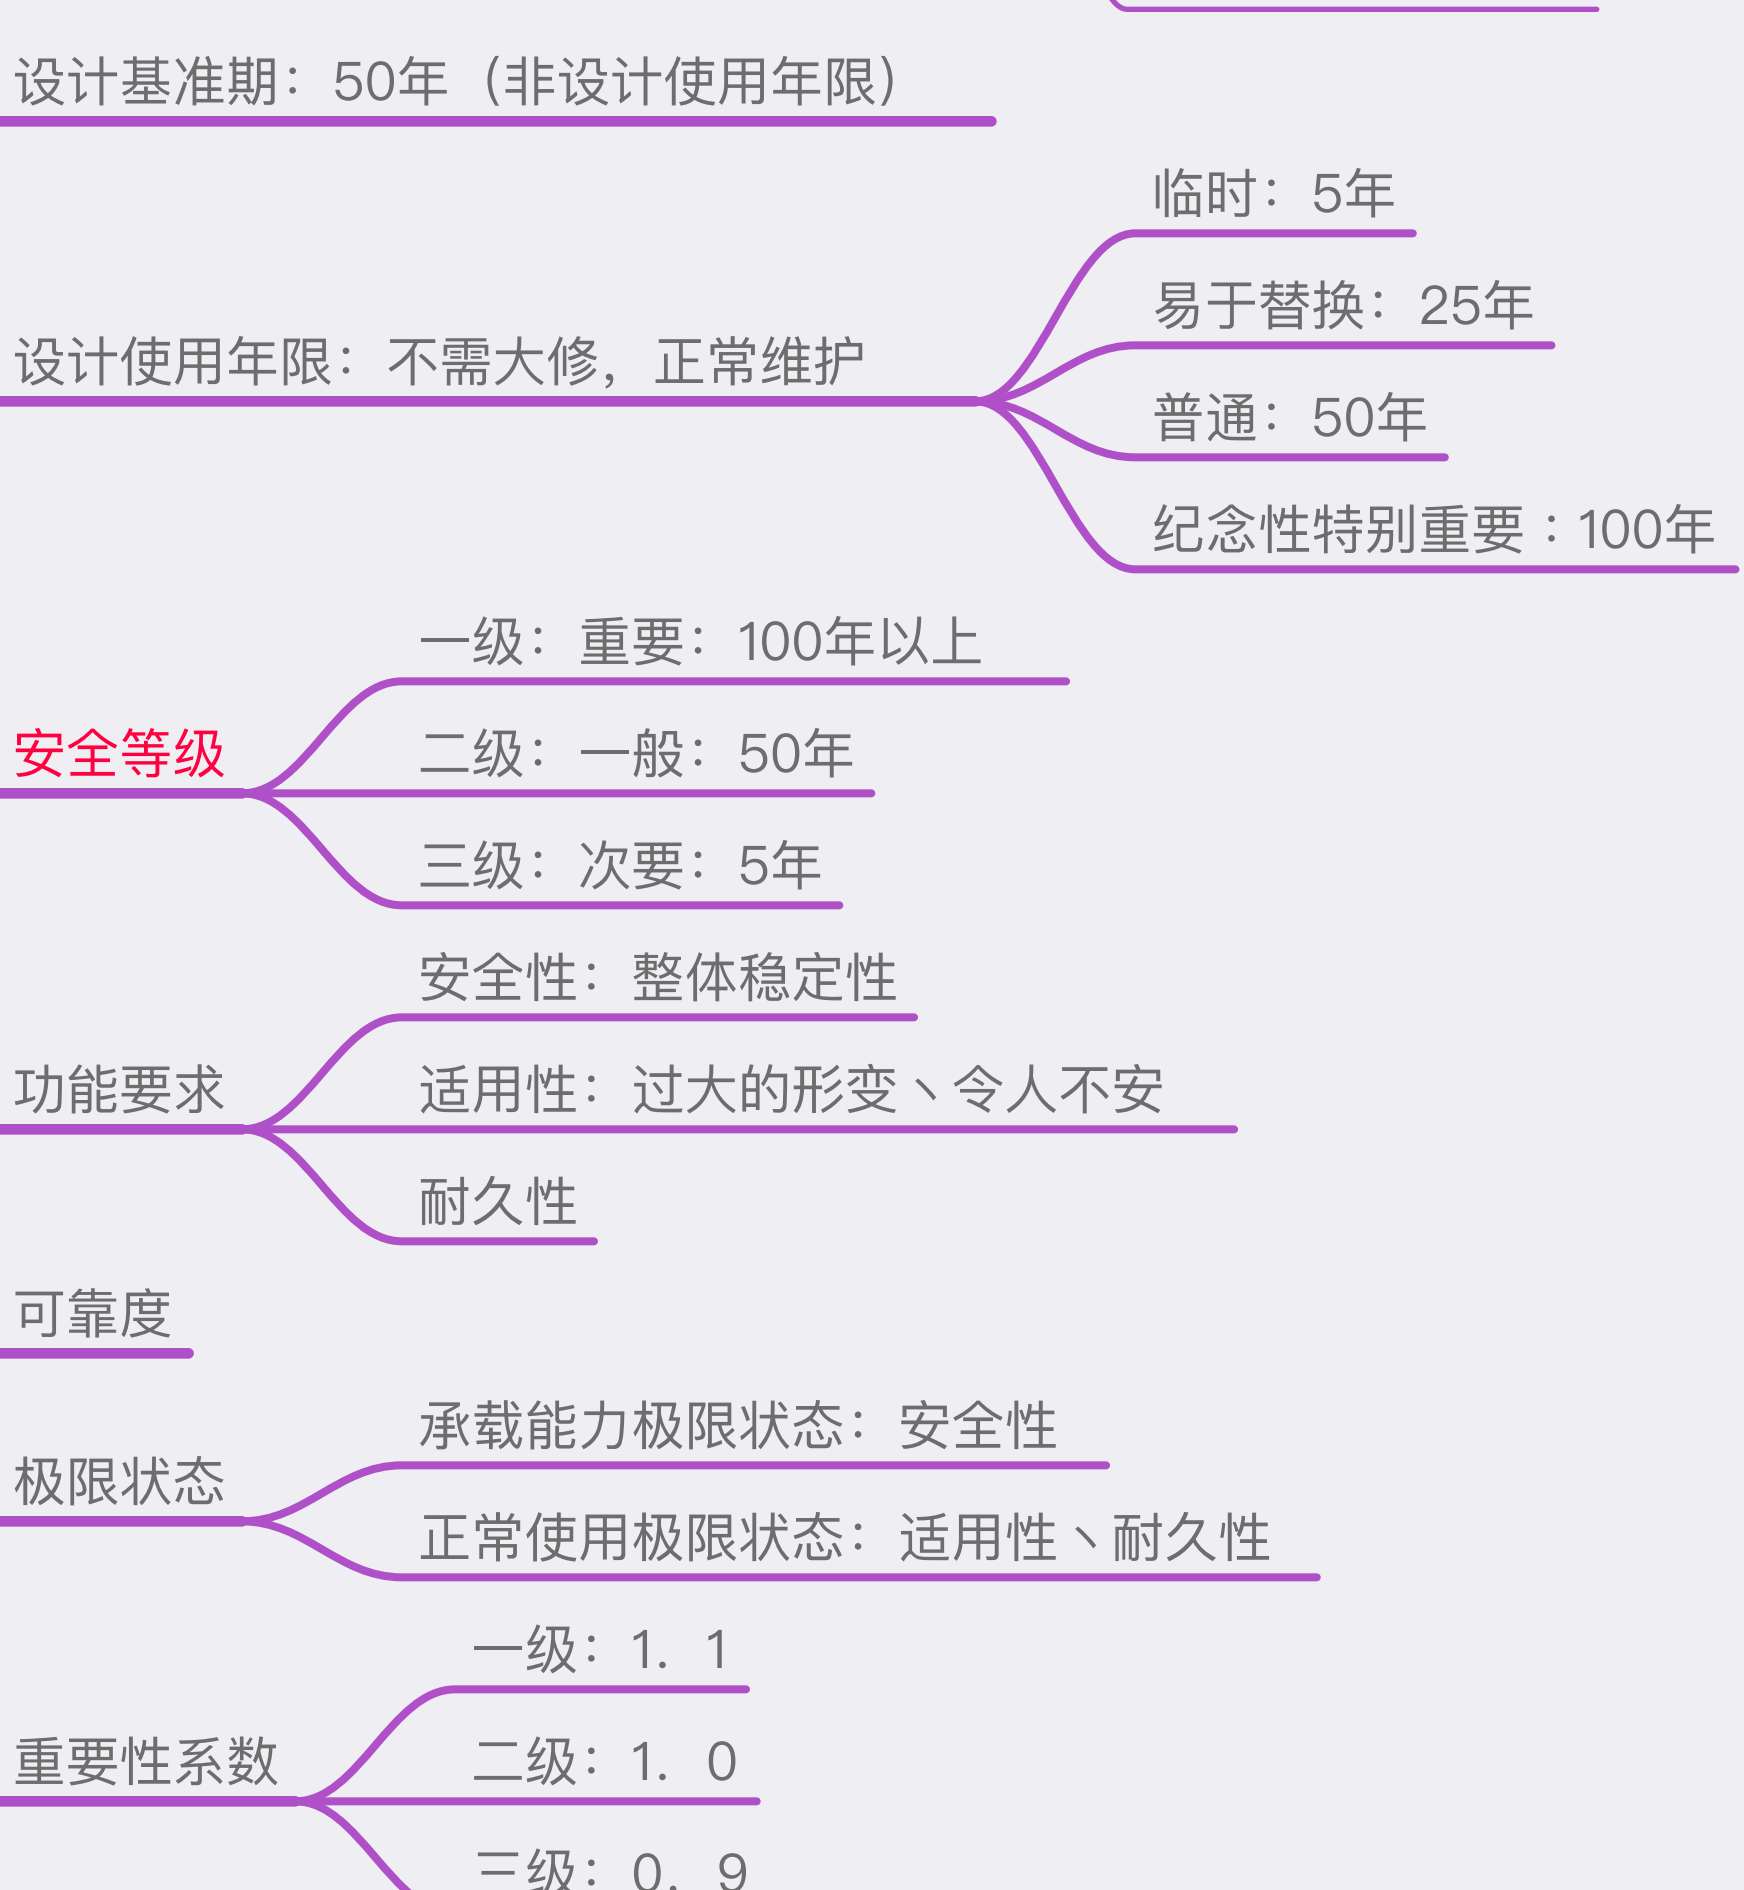 设计基准期：50年（非设计使用年限）
设计使用年限：不需大修，正常维护
临时：5年
易于替换：25年
普通：50年
纪念性特别重要：100年
安全等级
一级：重要：100年以上
二级：一般：50年
三级：次要：5年
功能要求
安全性：整体稳定性
适用性：过大的形变、令人不安
耐久性
可靠度
极限状态
承载能力极限状态：安全性
正常使用极限状态：适用性、耐久性
重要性系数
一级：1．1
二级：1．0
三级：0．9